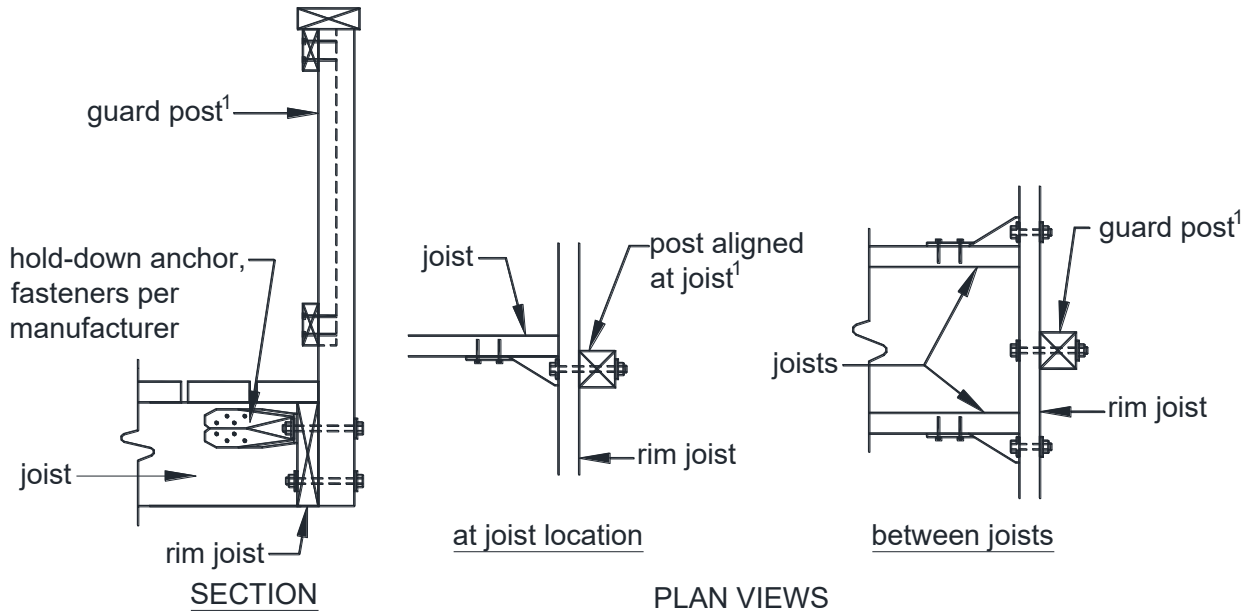 guard post¹
hold-down anchor,
fasteners per
manufacturer
joist
rim joist
SECTION
joist
post aligned
at joist¹
rim joist
at joist location
guard post¹
joists
rim joist
between joists
PLAN VIEWS